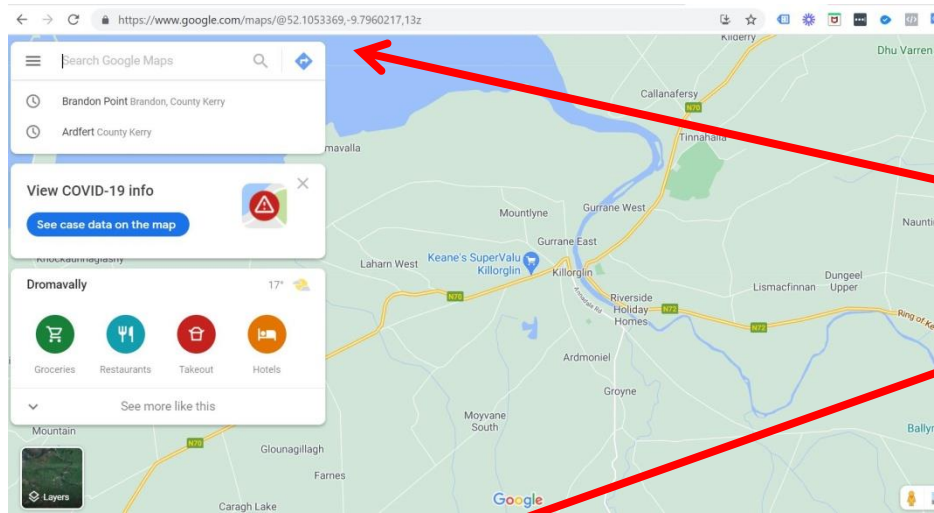 https://www.google.com/maps/@52.1053369,-9.7960217,13z
Search Google Maps
Brandon Point Brandon, County Kerry
Ardfert County Kerry
View COVID-19 info
See case data on the map
Dromavally 17°
Groceries Restaurants Takeout Hotels
See more like this
Layers
Kilderry
Dhu Varren
Callanafersy
N70
Tinnahalla
mavalla
Mountlyne
Gurrane West
Naunti
Gurrane East
Knockaunnaglashy
Laharn West
Keane's SuperValu
Killorglin
Killorglin
Annadale Rd
Dungeel
Upper
Lismacfinnan
N70
Riverside
Holiday
Homes
N72
N72
Ring of Ke
Ardmoniel
Groyne
Moyvane
South
Bally
Mountain
N70
Glounagillagh
Farnes
Caragh Lake
Google